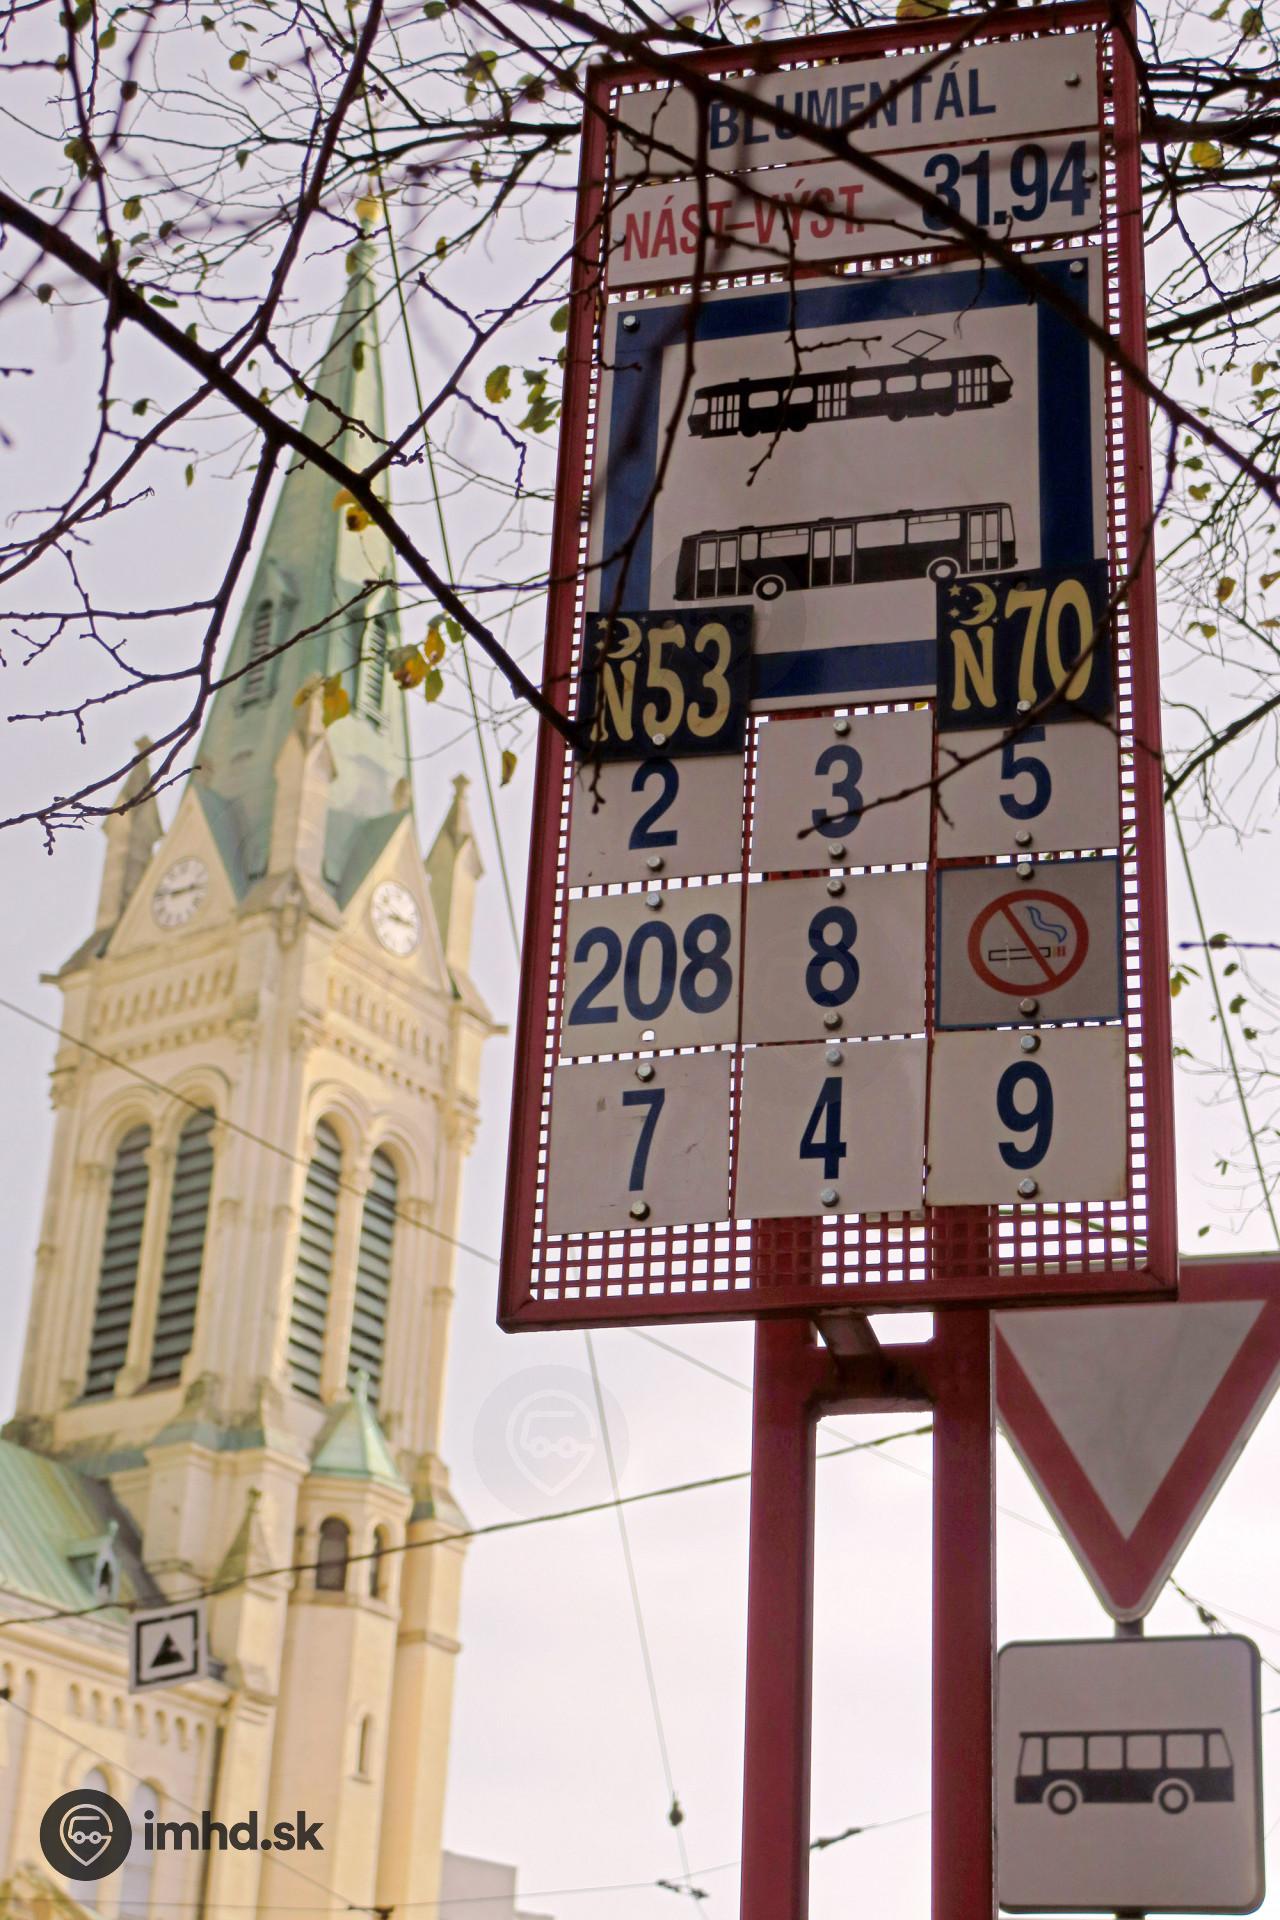 BLUMENTÁL
NÁST.–VÝST. 31.94
N53 N70
2 3 5
208 8
7 4 9
imhd.sk